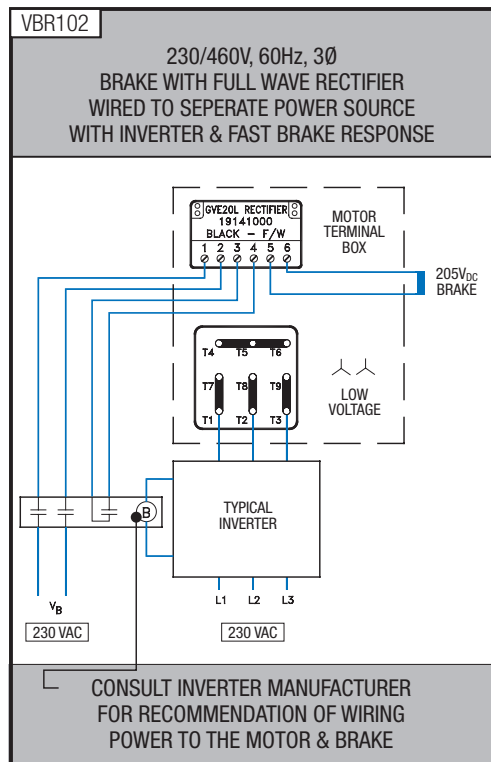 VBR102
230/460V, 60Hz, 3Ø
BRAKE WITH FULL WAVE RECTIFIER
WIRED TO SEPERATE POWER SOURCE
WITH INVERTER & FAST BRAKE RESPONSE
GVE20L RECTIFIER
19141000
BLACK - F/W
1 2 3 4 5 6
MOTOR
TERMINAL
BOX
205VDC
BRAKE
T4 T5 T6
T7 T8 T9
T1 T2 T3
LOW
VOLTAGE
TYPICAL
INVERTER
B
L1 L2 L3
VB
230 VAC
230 VAC
CONSULT INVERTER MANUFACTURER
FOR RECOMMENDATION OF WIRING
POWER TO THE MOTOR & BRAKE